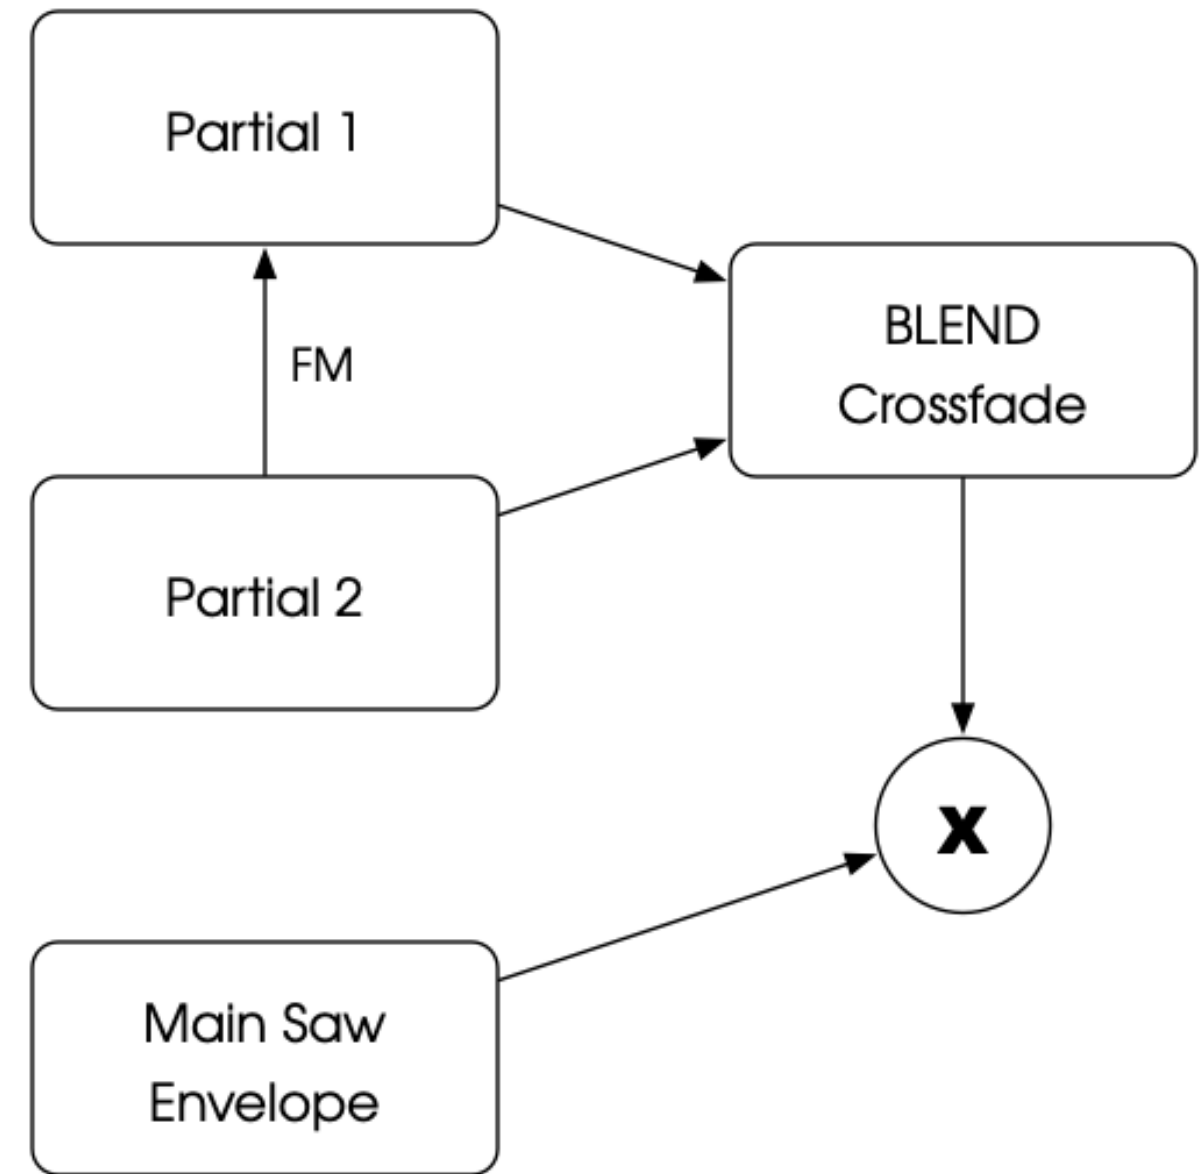 Partial 1
FM
BLEND
Crossfade
Partial 2
x
Main Saw
Envelope